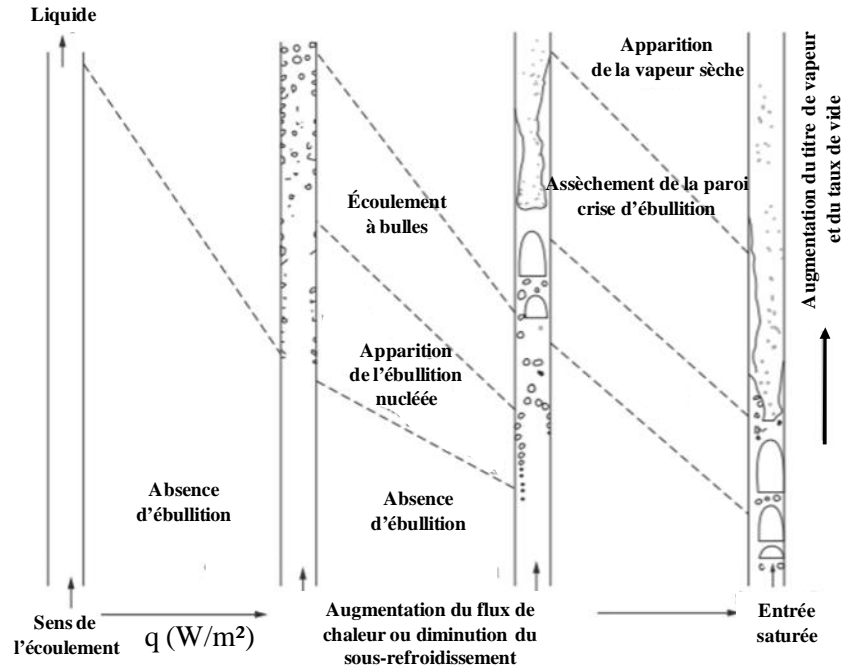 Liquide
Apparition
de la vapeur sèche
Augmentation du titre de vapeur
et du taux de vide
Écoulement
à bulles
Assèchement de la paroi
crise d'ébullition
Apparition
de l'ébullition
nucléée
Absence
d'ébullition
Absence
d'ébullition
Sens de
l'écoulement
q (W/m²)
Augmentation du flux de
chaleur ou diminution du
sous-refroidissement
Entrée
saturée